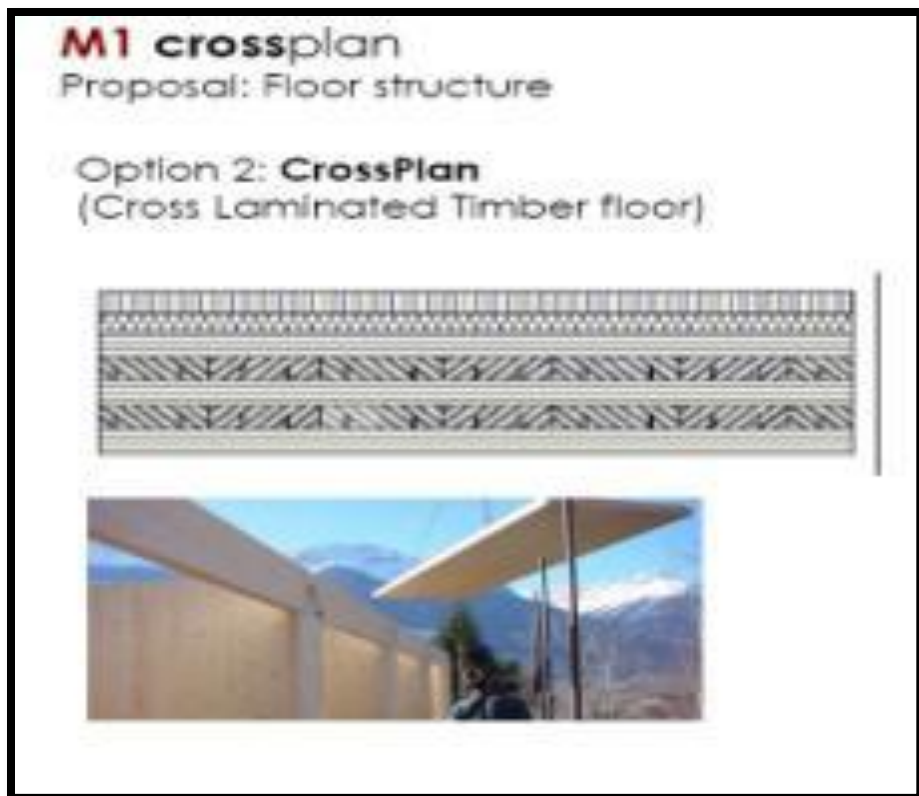 M1 crossplan
Proposal: Floor structure
Option 2: CrossPlan
(Cross Laminated Timber floor)